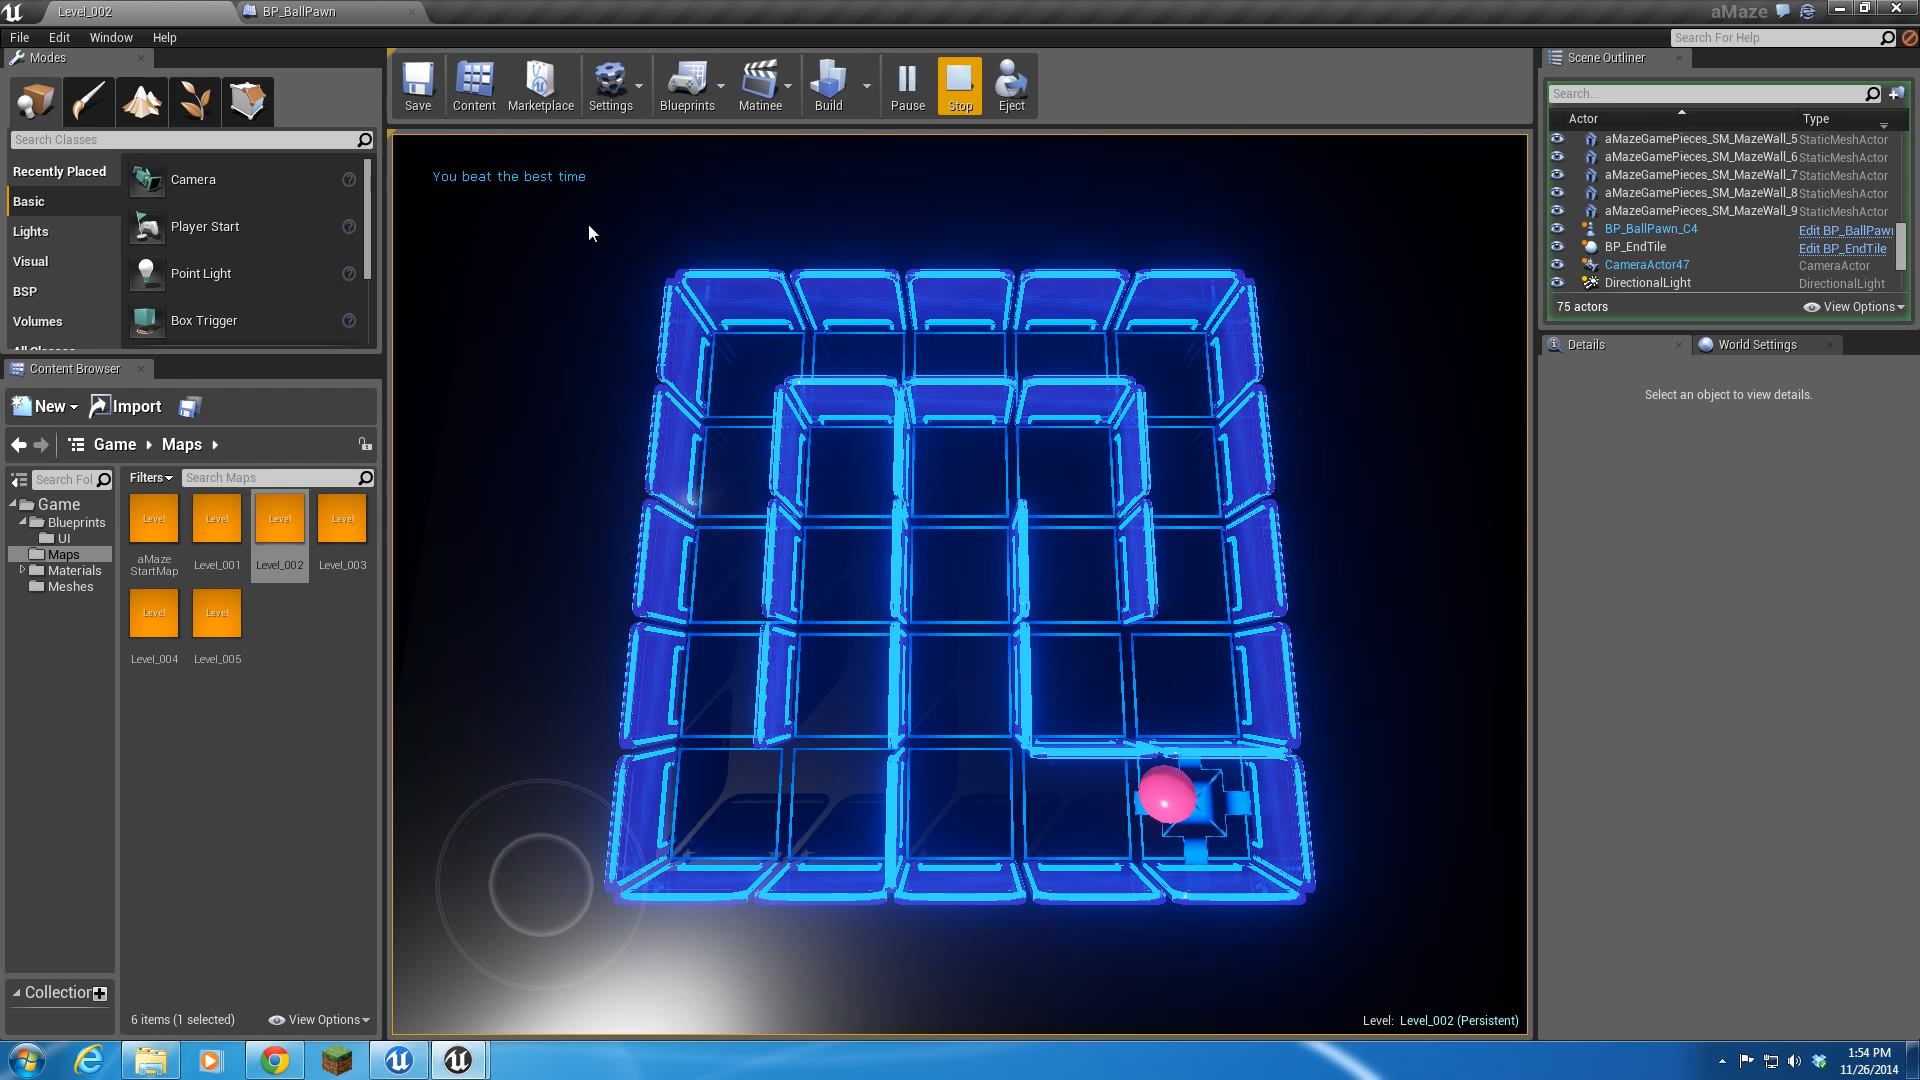 Level_002
BP_BallPawn
aMaze
File Edit Window Help
Search For Help
Modes
Search Classes
Recently Placed
Basic
Lights
Visual
BSP
Volumes
Camera
Player Start
Point Light
Box Trigger
Save
Content
Marketplace
Settings
Blueprints
Matinee
Build
Pause
Stop
Eject
You beat the best time
Level: Level_002 (Persistent)
Content Browser
New
Import
Game Maps
Search Fol
Filters
Search Maps
Game
Blueprints
UI
Maps
Materials
Meshes
Level
Level
Level
Level
aMaze
StartMap
Level_001
Level_002
Level_003
Level
Level
Level_004
Level_005
Collection
6 items (1 selected)
View Options
Scene Outliner
Search...
Actor Type
aMazeGamePieces_SM_MazeWall_5 StaticMeshActor
aMazeGamePieces_SM_MazeWall_6 StaticMeshActor
aMazeGamePieces_SM_MazeWall_7 StaticMeshActor
aMazeGamePieces_SM_MazeWall_8 StaticMeshActor
aMazeGamePieces_SM_MazeWall_9 StaticMeshActor
BP_BallPawn_C4 Edit BP_BallPawn
BP_EndTile Edit BP_EndTile
CameraActor47 CameraActor
DirectionalLight DirectionalLight
75 actors
View Options
Details
World Settings
Select an object to view details.
1:54 PM
11/26/2014